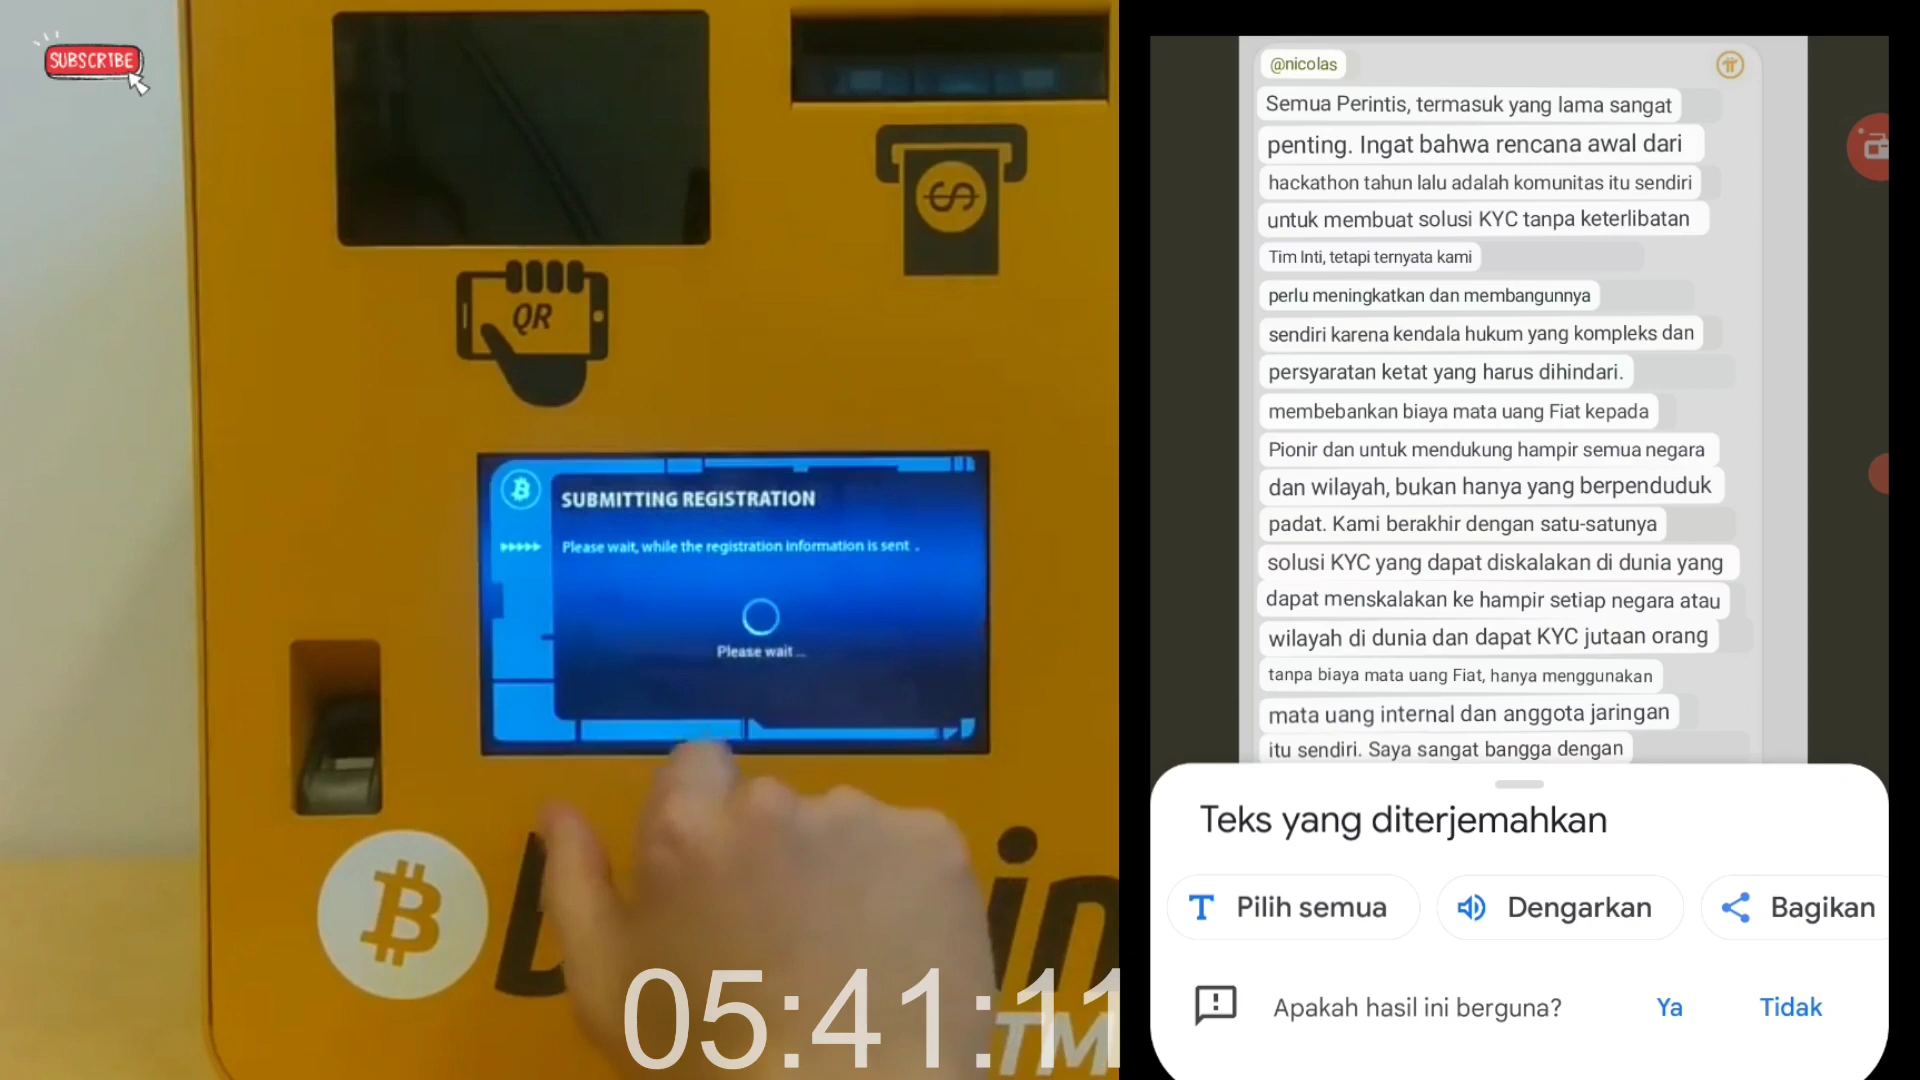 SUBSCRIBE
QR
SUBMITTING REGISTRATION
Please wait, while the registration information is sent .
Please wait ...
05:41:11
TM
@nicolas
Semua Perintis, termasuk yang lama sangat
penting. Ingat bahwa rencana awal dari
hackathon tahun lalu adalah komunitas itu sendiri
untuk membuat solusi KYC tanpa keterlibatan
Tim Inti, tetapi ternyata kami
perlu meningkatkan dan membangunnya
sendiri karena kendala hukum yang kompleks dan
persyaratan ketat yang harus dihindari.
membebankan biaya mata uang Fiat kepada
Pionir dan untuk mendukung hampir semua negara
dan wilayah, bukan hanya yang berpenduduk
padat. Kami berakhir dengan satu-satunya
solusi KYC yang dapat diskalakan di dunia yang
dapat menskalakan ke hampir setiap negara atau
wilayah di dunia dan dapat KYC jutaan orang
tanpa biaya mata uang Fiat, hanya menggunakan
mata uang internal dan anggota jaringan
itu sendiri. Saya sangat bangga dengan
Teks yang diterjemahkan
Pilih semua
Dengarkan
Bagikan
Apakah hasil ini berguna?
Ya
Tidak